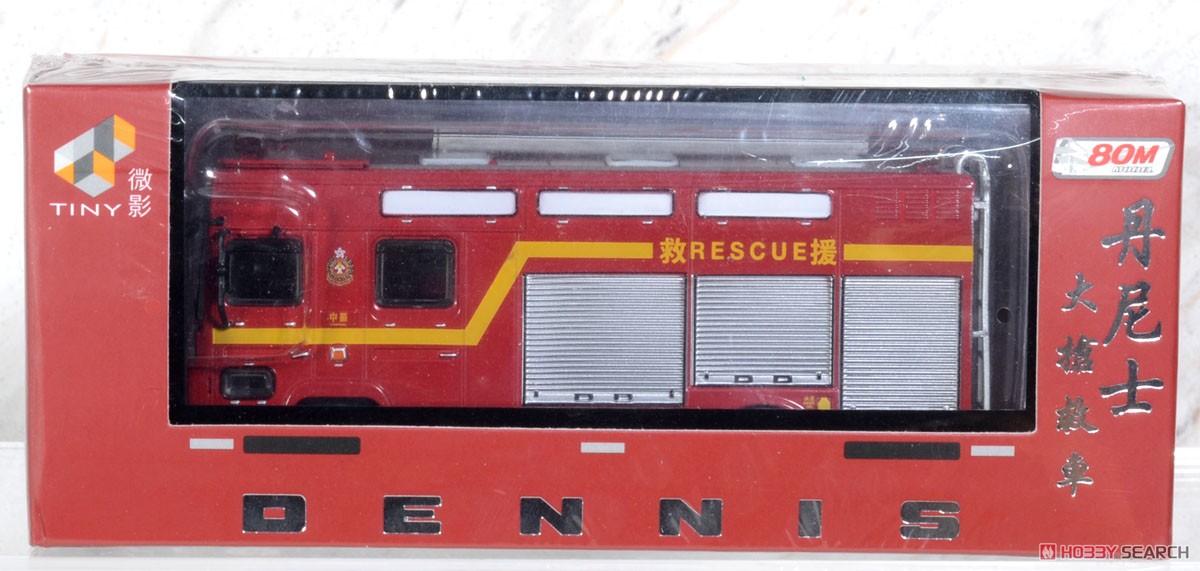 TINY 微影
80M
MODEL
丹尼士
大搶救車
救RESCUE援
中區
DENNIS
HOBBY SEARCH